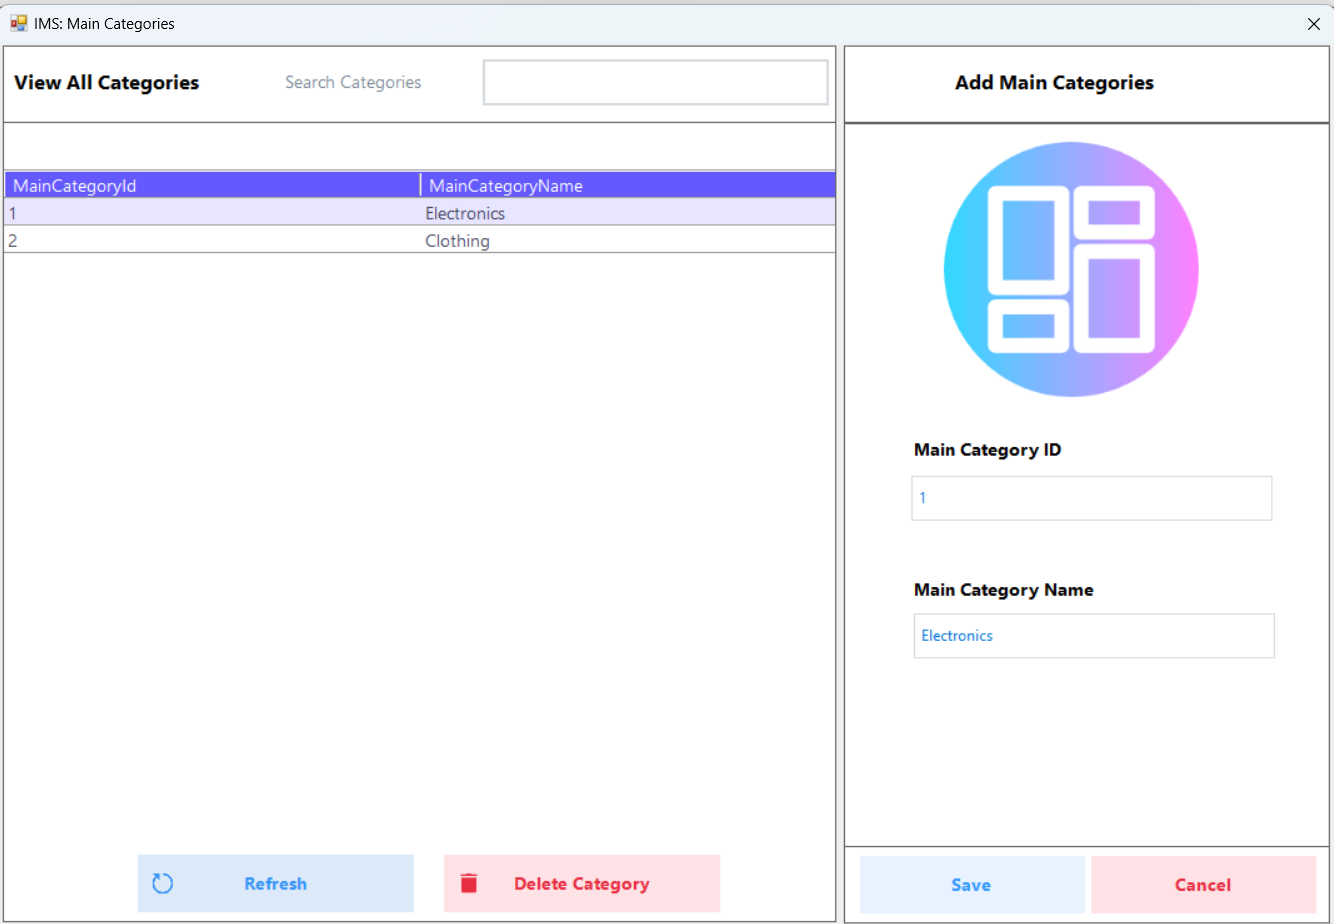 IMS: Main Categories
View All Categories
Search Categories
MainCategoryId MainCategoryName
1 Electronics
2 Clothing
Refresh
Delete Category
Add Main Categories
Main Category ID
1
Main Category Name
Electronics
Save
Cancel